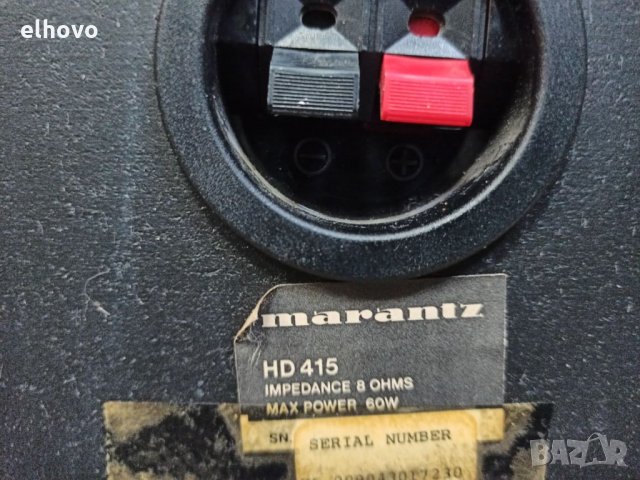 elhovo
marantz
HD 415
IMPEDANCE 8 OHMS
MAX POWER 60W
SN.
SERIAL NUMBER
BAZAR